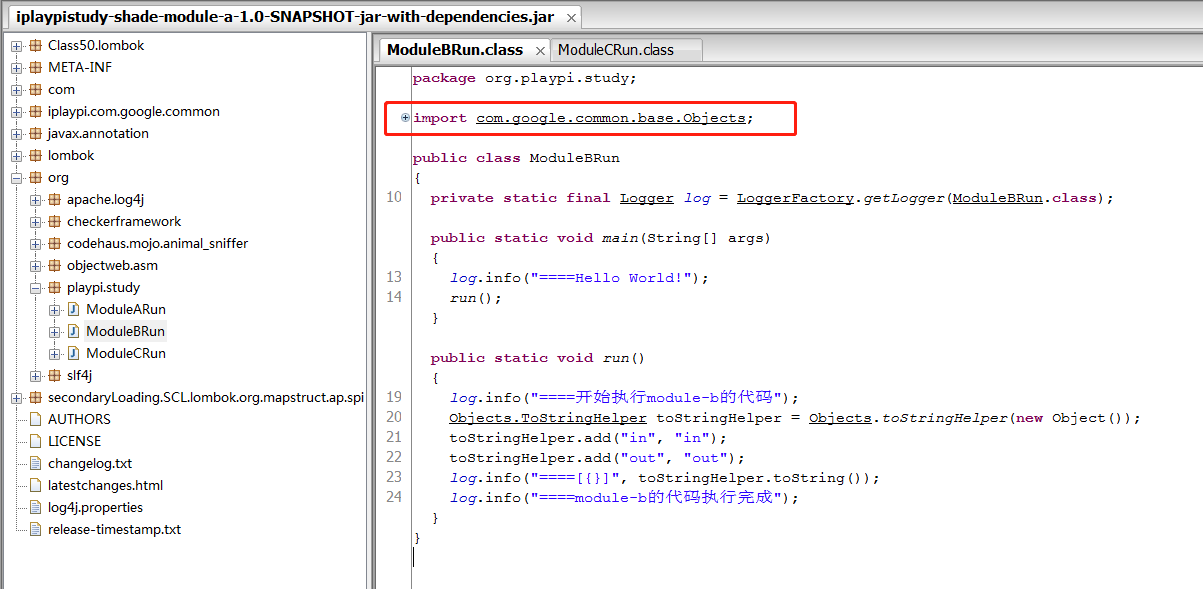 iplaypistudy-shade-module-a-1.0-SNAPSHOT-jar-with-dependencies.jar
Class50.lombok
META-INF
com
iplaypi.com.google.common
javax.annotation
lombok
org
apache.log4j
checkerframework
codehaus.mojo.animal_sniffer
objectweb.asm
playpi.study
ModuleARun
ModuleBRun
ModuleCRun
slf4j
secondaryLoading.SCL.lombok.org.mapstruct.ap.spi
AUTHORS
LICENSE
changelog.txt
latestchanges.html
log4j.properties
release-timestamp.txt
ModuleBRun.class ModuleCRun.class
package org.playpi.study;
import com.google.common.base.Objects;
public class ModuleBRun
{
10 private static final Logger log = LoggerFactory.getLogger(ModuleBRun.class);
public static void main(String[] args)
{
13 log.info("====Hello World!");
14 run();
}
public static void run()
{
19 log.info("====开始执行module-b的代码");
20 Objects.ToStringHelper toStringHelper = Objects.toStringHelper(new Object());
21 toStringHelper.add("in", "in");
22 toStringHelper.add("out", "out");
23 log.info("====[{}]", toStringHelper.toString());
24 log.info("====module-b的代码执行完成");
}
}